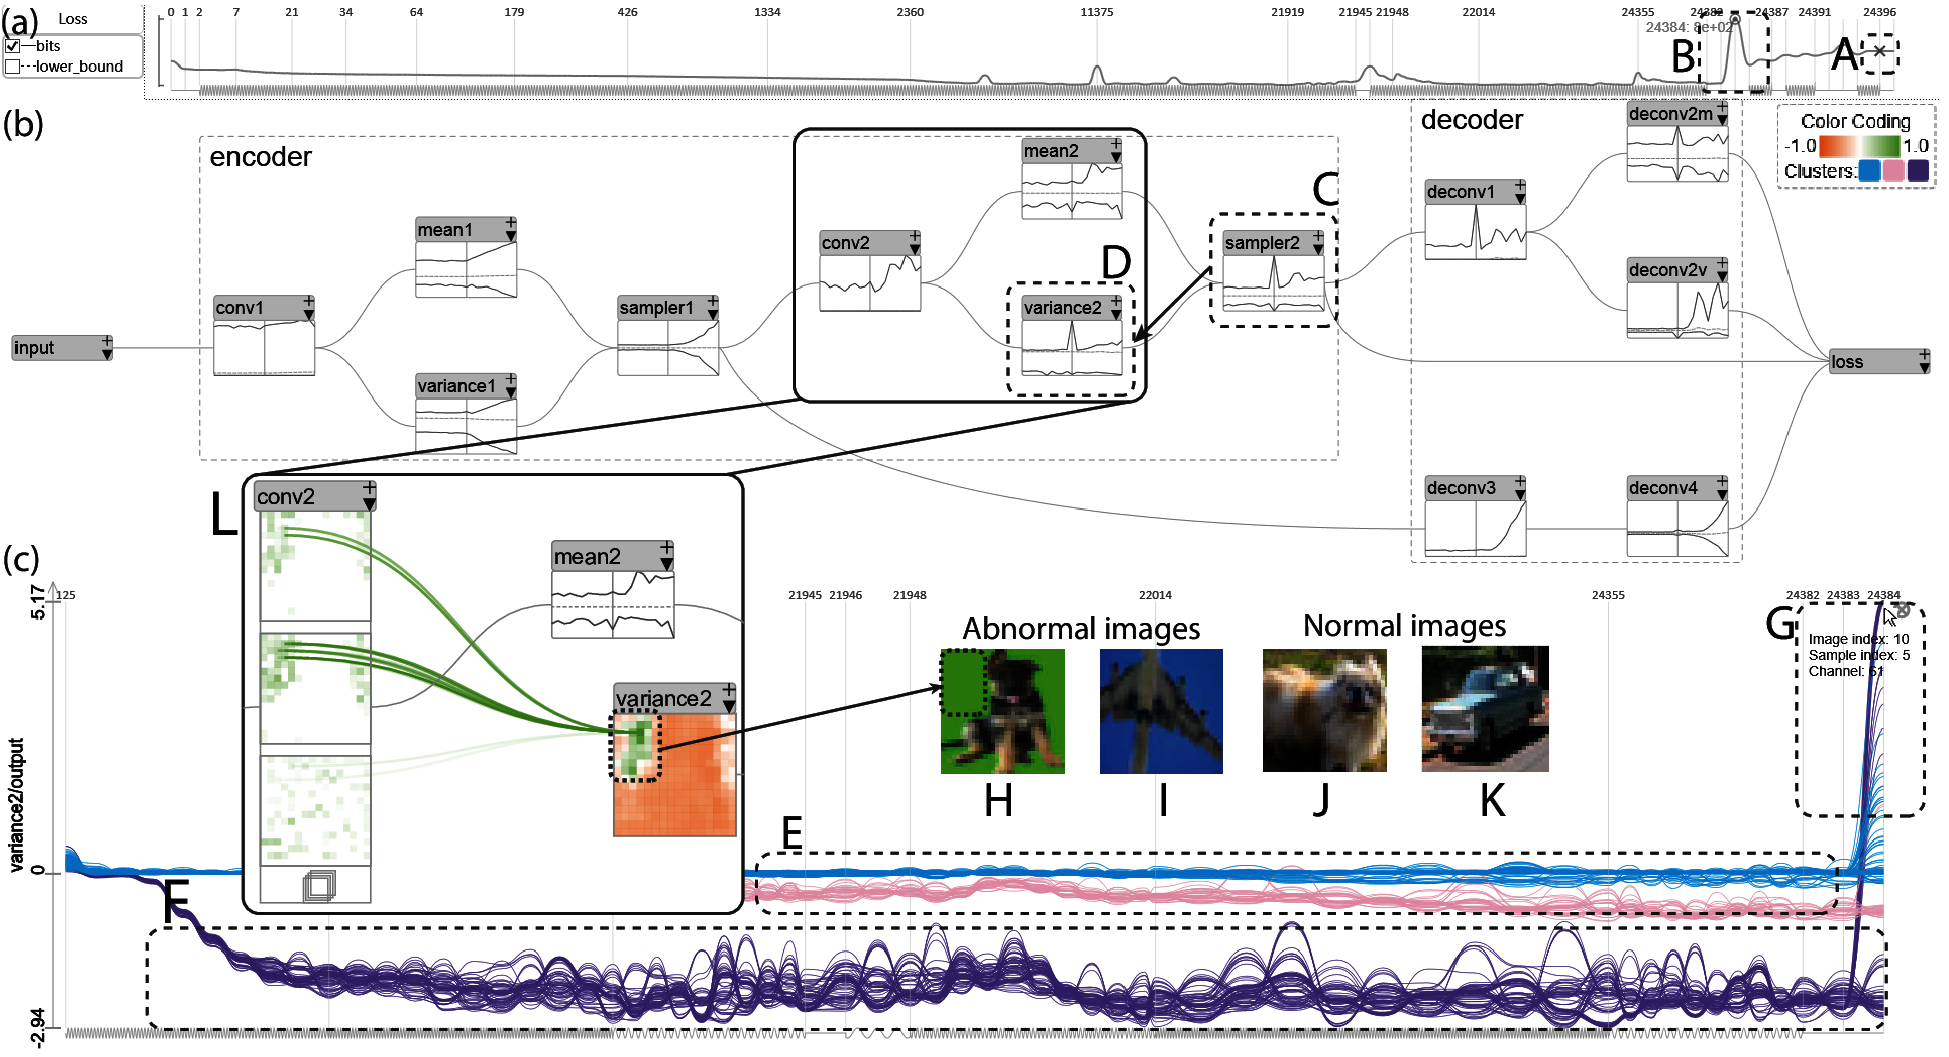 (a)
Loss
bits
lower_bound
0 1 2 7 21 34 64 179 426 1334 2360 11375 21919 21945 21948 22014 24355 24382 24387 24391 24396
24384: 8e+02
B
A
(b)
encoder
decoder
Color Coding
-1.0 1.0
Clusters:
input
conv1
mean1
variance1
sampler1
conv2
mean2
D
variance2
C
sampler2
deconv1
deconv2m
deconv2v
deconv3
deconv4
loss
L
conv2
mean2
variance2
(c)
5.17
125 21945 21946 21948 22014 24355 24382 24383 24384
variance2/output
0
-2.94
Abnormal images
Normal images
H
I
J
K
G
Image index: 10
Sample index: 5
Channel: 61
E
F